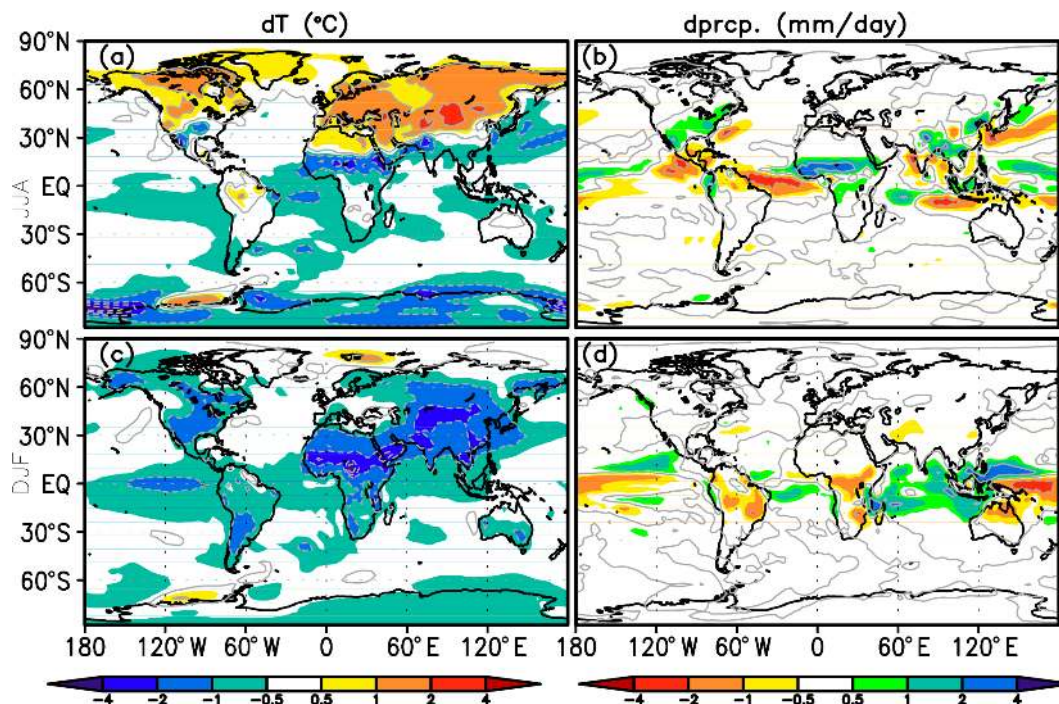 dT (°C) dprcp. (mm/day)
90°N (a) (b)
60°N
30°N
EQ
JJA
30°S
60°S
90°N (c) (d)
60°N
30°N
EQ
DJF
30°S
60°S
180 120°W 60°W 0 60°E 120°E 180 120°W 60°W 0 60°E 120°E
-4 -2 -1 -0.5 0.5 1 2 4 -4 -2 -1 -0.5 0.5 1 2 4